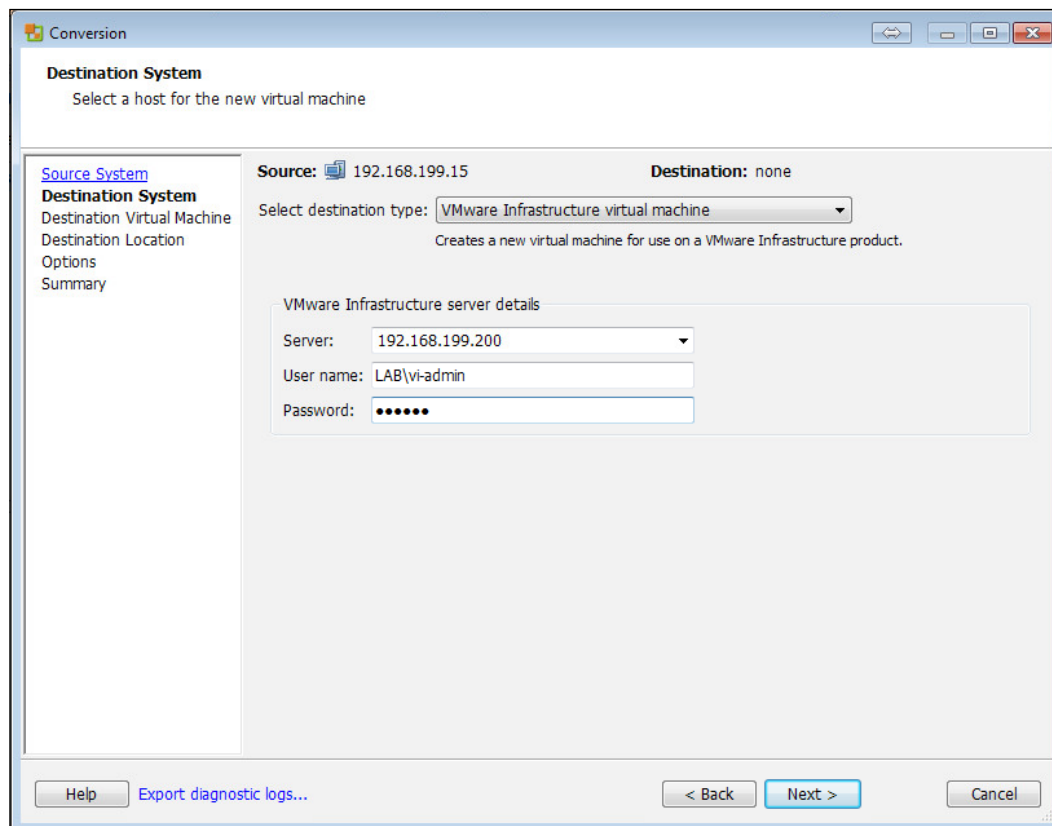 Conversion
Destination System
Select a host for the new virtual machine
Source System
Destination System
Destination Virtual Machine
Destination Location
Options
Summary
Source: 192.168.199.15 Destination: none
Select destination type: VMware Infrastructure virtual machine
Creates a new virtual machine for use on a VMware Infrastructure product.
VMware Infrastructure server details
Server: 192.168.199.200
User name: LAB\vi-admin
Password: ••••••
Help Export diagnostic logs... < Back Next > Cancel